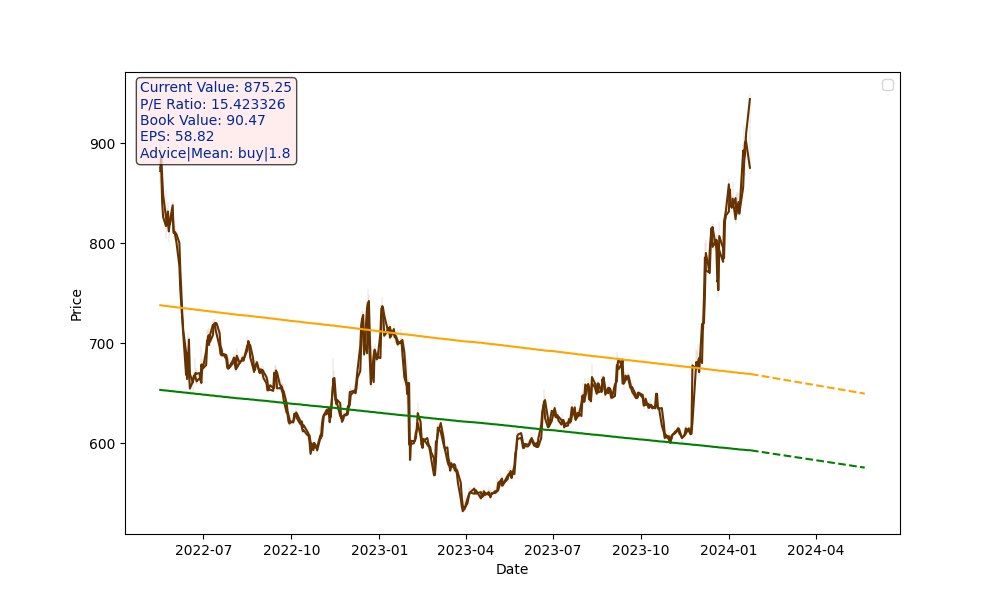 Current Value: 875.25
P/E Ratio: 15.423326
Book Value: 90.47
EPS: 58.82
Advice|Mean: buy|1.8
900
800
700
600
Price
2022-07 2022-10 2023-01 2023-04 2023-07 2023-10 2024-01 2024-04
Date